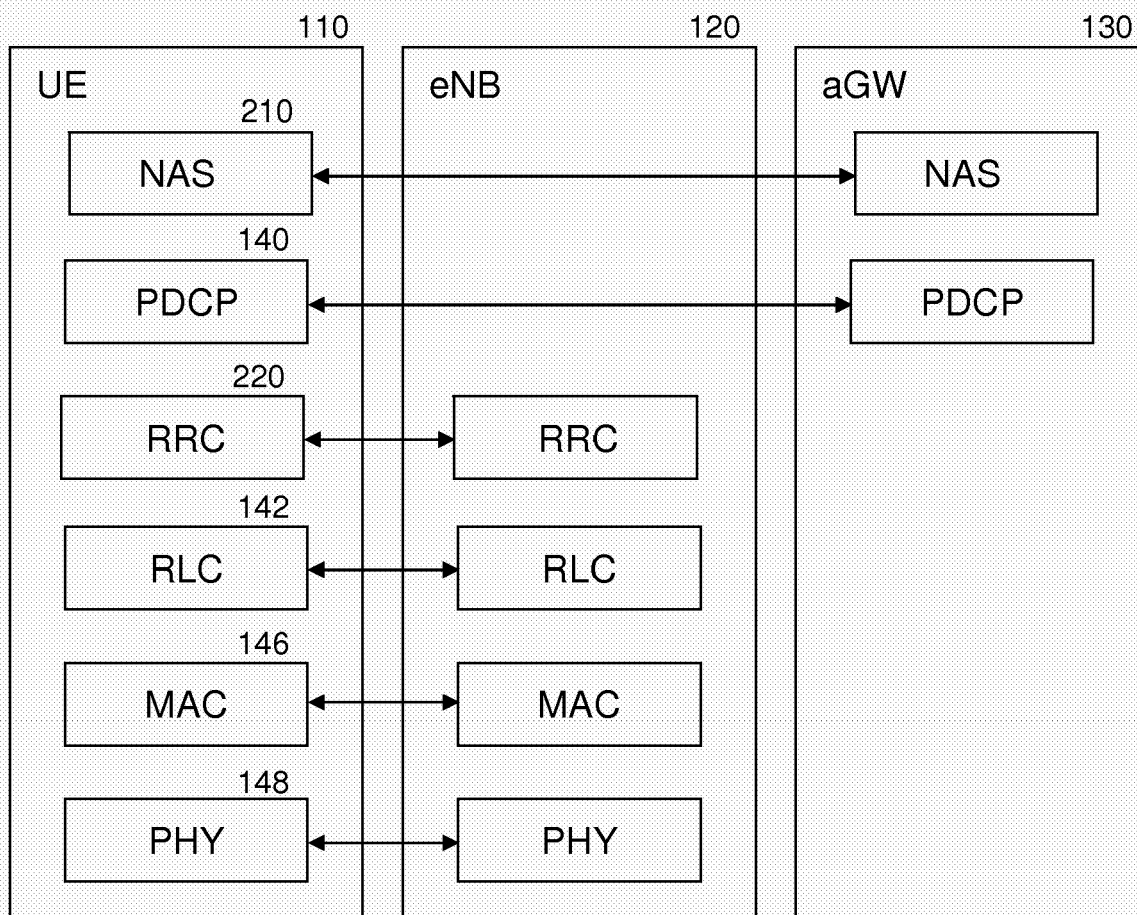 110 120 130
UE eNB aGW
210
NAS NAS
140
PDCP PDCP
220
RRC RRC
142
RLC RLC
146
MAC MAC
148
PHY PHY